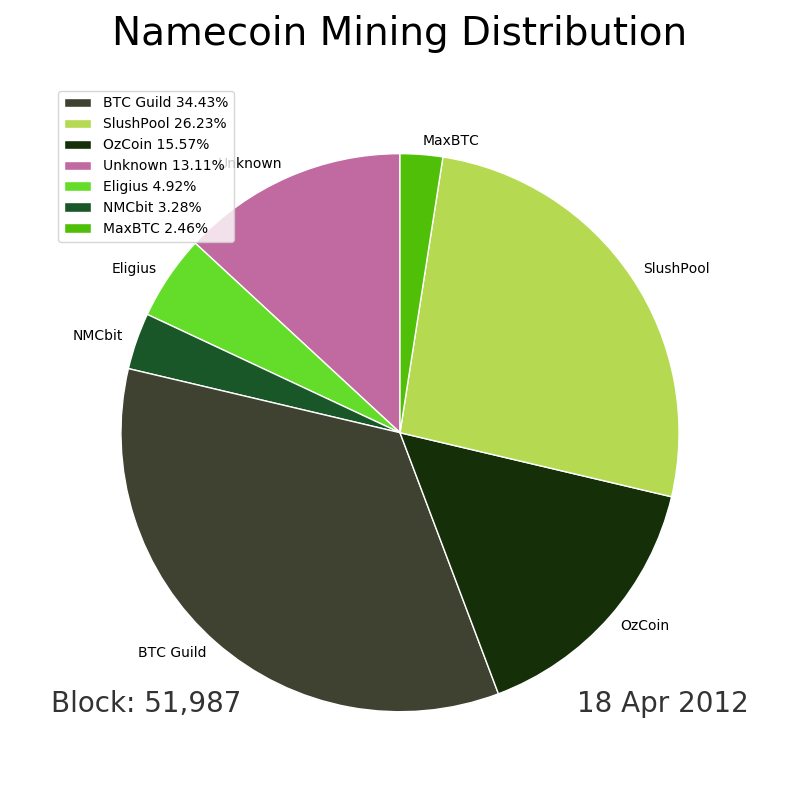 Namecoin Mining Distribution
BTC Guild 34.43%
SlushPool 26.23%
OzCoin 15.57%
Unknown 13.11%
Eligius 4.92%
NMCbit 3.28%
MaxBTC 2.46%
MaxBTC
Unknown
SlushPool
Eligius
NMCbit
OzCoin
BTC Guild
Block: 51,987
18 Apr 2012